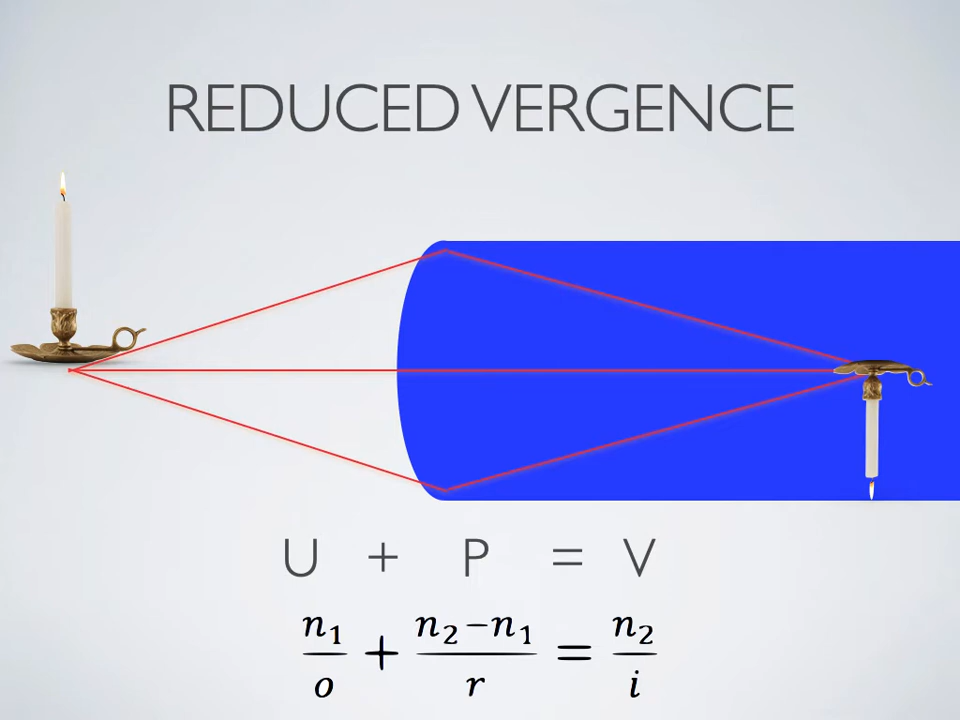 REDUCED VERGENCE
U + P = V
n₁/o + n₂−n₁/r = n₂/i